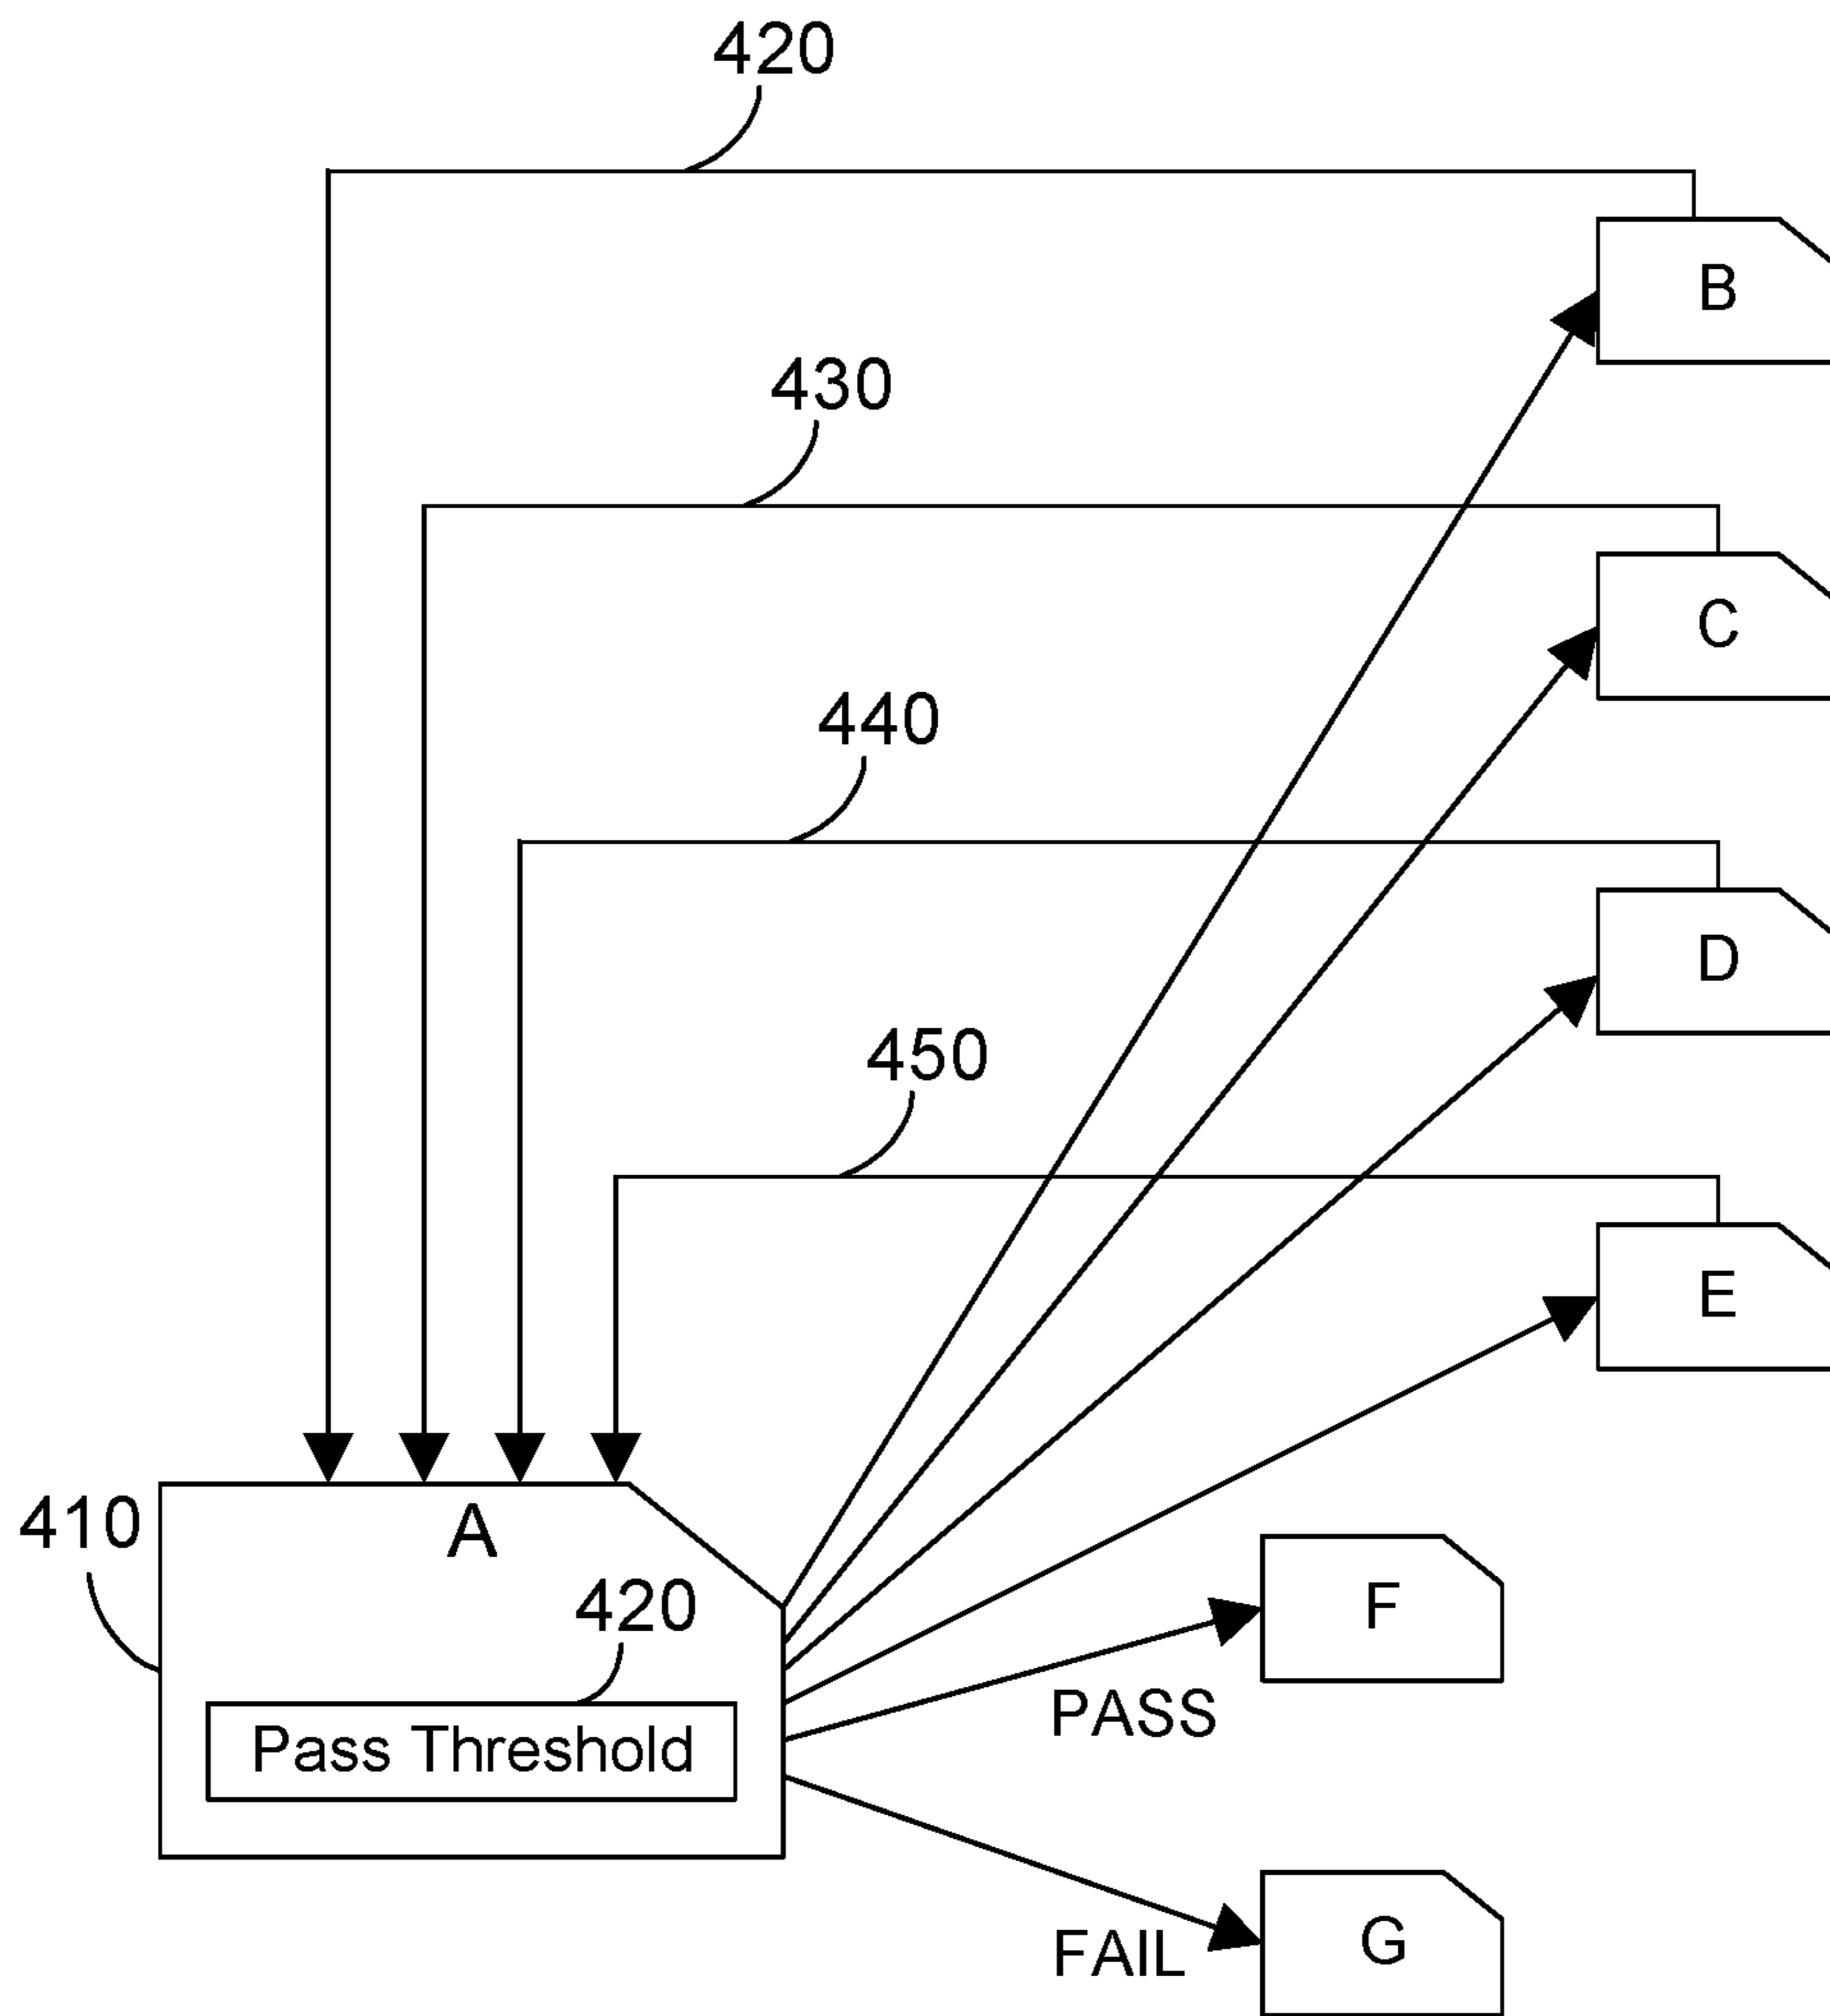 420
B
430
C
440
D
450
E
410
A
420
F
Pass Threshold
PASS
FAIL
G